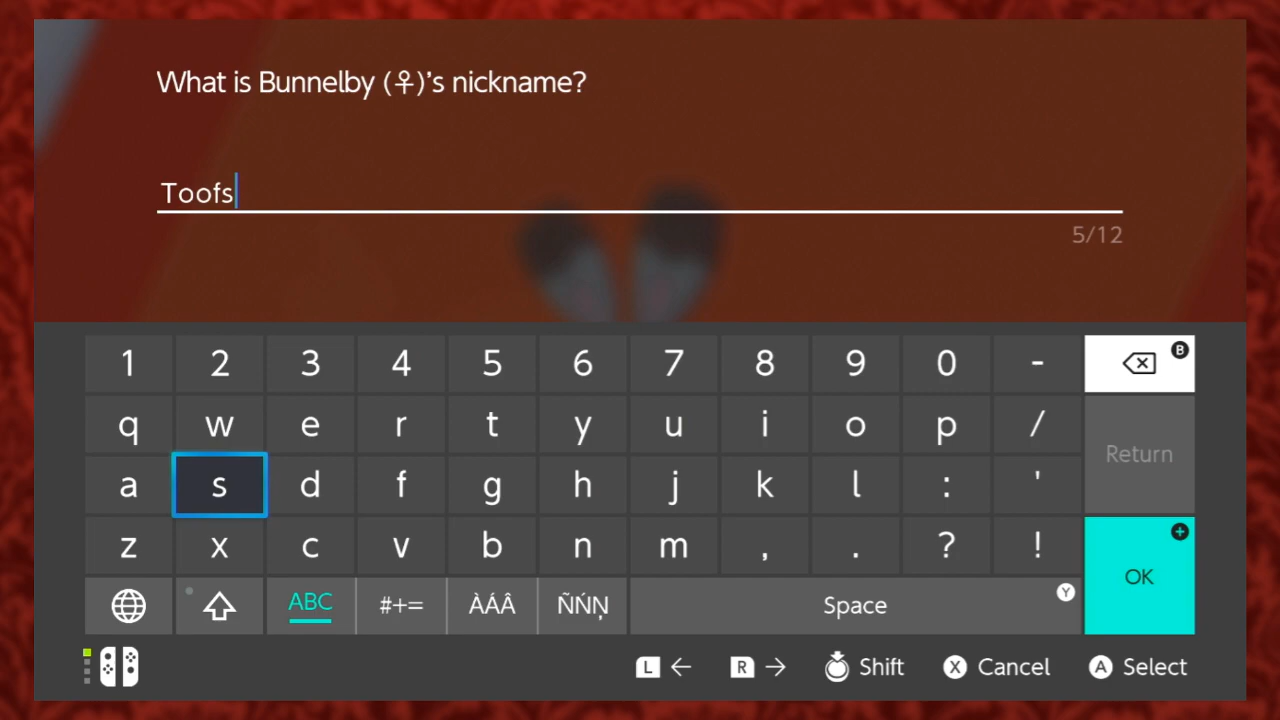 What is Bunnelby (♀)'s nickname?
Toofs
5/12
1 2 3 4 5 6 7 8 9 0 - B
q w e r t y u i o p / Return
a s d f g h j k l : '
z x c v b n m , . ? ! + OK
ABC #+= ÀÁÂ ÑŃŅ Space Y
L ← R → Shift X Cancel A Select